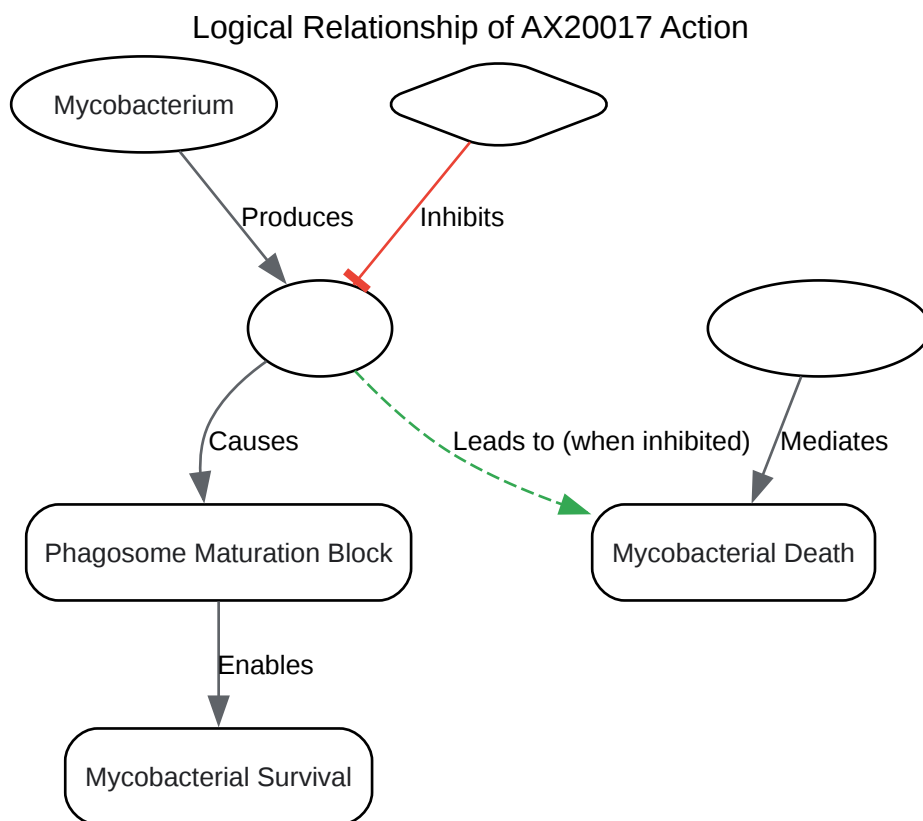 Logical Relationship of AX20017 Action
Mycobacterium
Produces
Inhibits
Causes
Leads to (when inhibited)
Mediates
Phagosome Maturation Block
Mycobacterial Death
Enables
Mycobacterial Survival